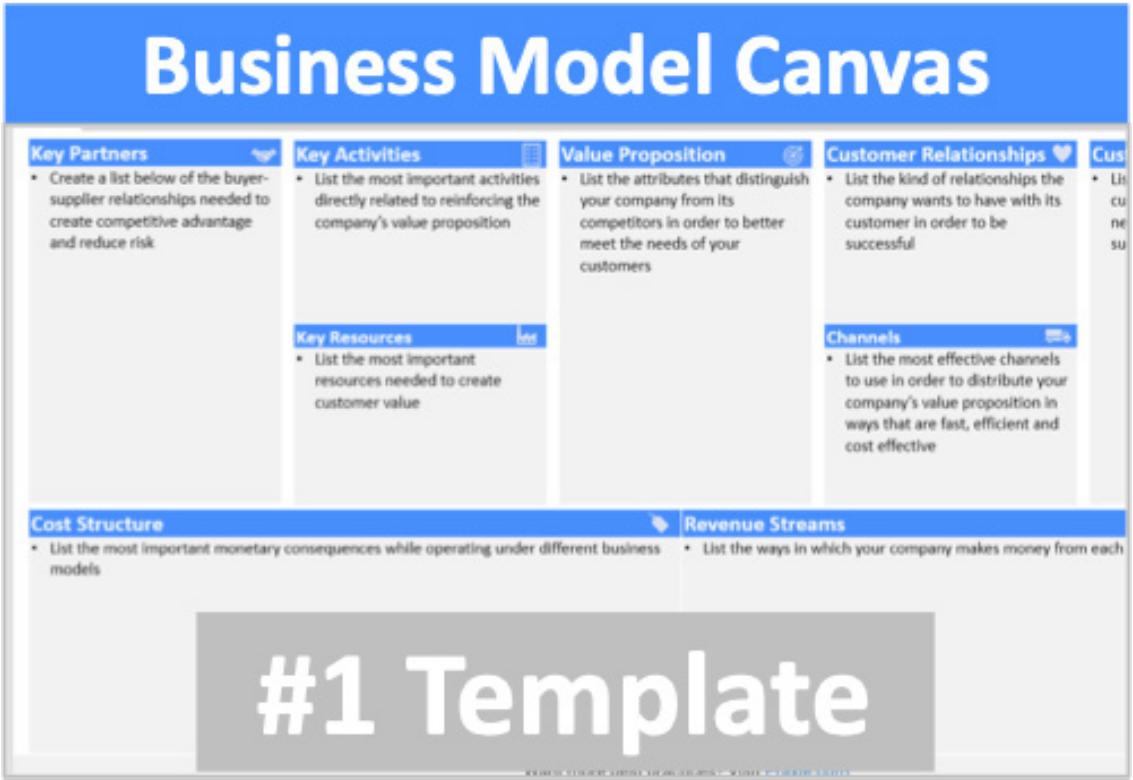 Business Model Canvas
Key Partners
• Create a list below of the buyer-
supplier relationships needed to
create competitive advantage
and reduce risk
Key Activities
• List the most important activities
directly related to reinforcing the
company's value proposition
Key Resources
• List the most important
resources needed to create
customer value
Value Proposition
• List the attributes that distinguish
your company from its
competitors in order to better
meet the needs of your
customers
Customer Relationships
• List the kind of relationships the
company wants to have with its
customer in order to be
successful
Channels
• List the most effective channels
to use in order to distribute your
company's value proposition in
ways that are fast, efficient and
cost effective
Cost Structure
• List the most important monetary consequences while operating under different business
models
Revenue Streams
• List the ways in which your company makes money from each
#1 Template